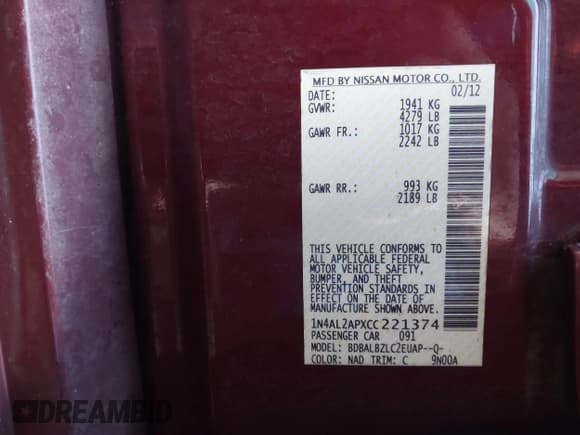 MFD BY NISSAN MOTOR CO., LTD.
DATE: 02/12
GVWR: 1941 KG
4279 LB
GAWR FR.: 1017 KG
2242 LB
GAWR RR.: 993 KG
2189 LB
THIS VEHICLE CONFORMS TO
ALL APPLICABLE FEDERAL
MOTOR VEHICLE SAFETY,
BUMPER, AND THEFT
PREVENTION STANDARDS IN
EFFECT ON THE DATE OF
MANUFACTURE SHOWN ABOVE.
1N4AL2APXCC221374
PASSENGER CAR 091
MODEL: BDBALBZLC2EUAP--Q-
COLOR: NAD TRIM: C 9N00A
DREAMBID